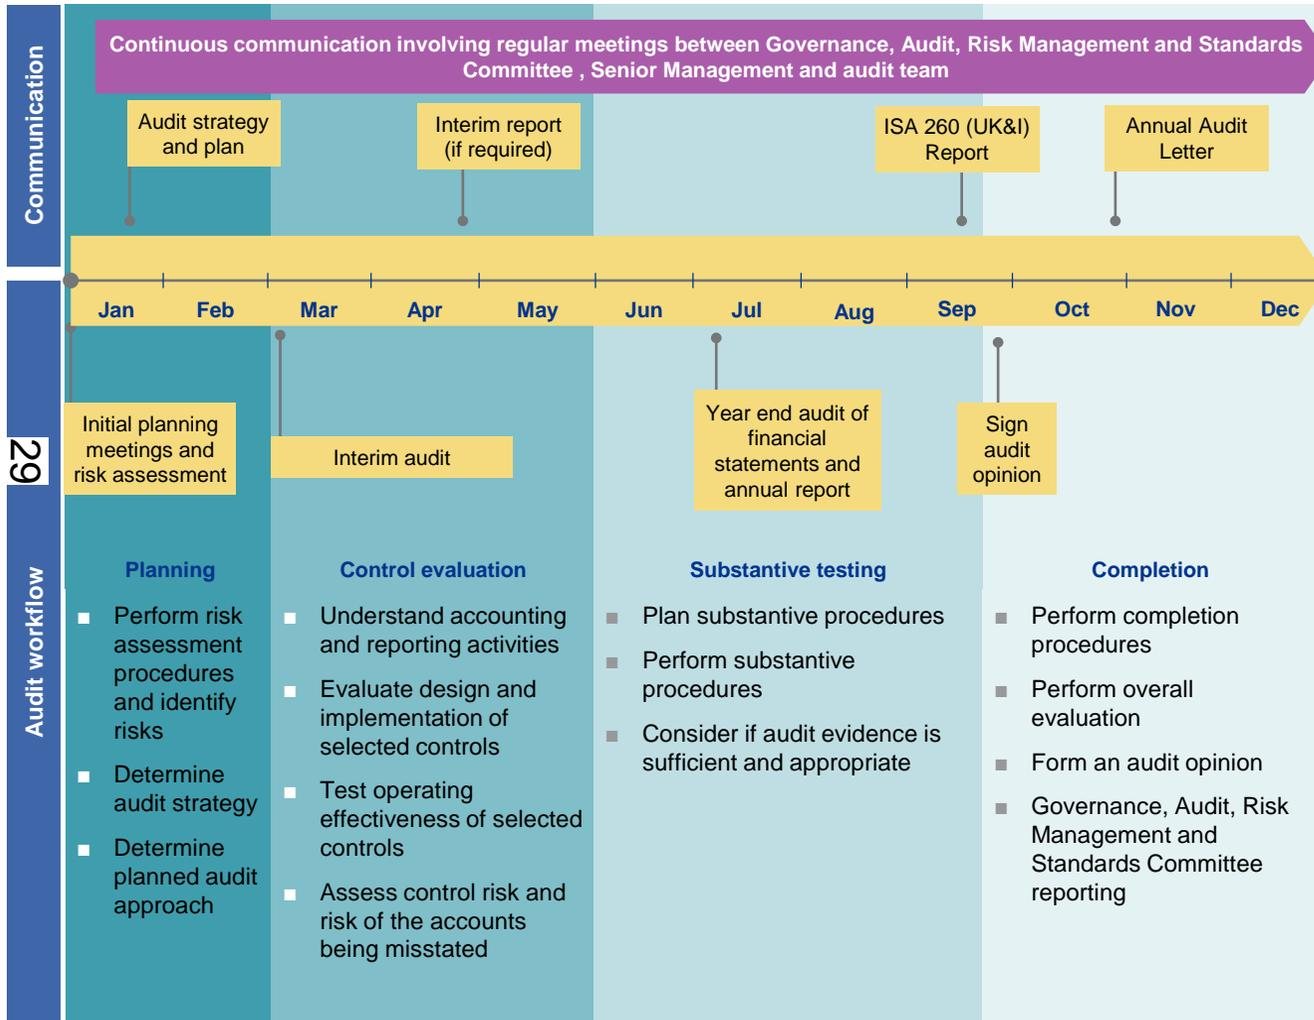 Communication
Continuous communication involving regular meetings between Governance, Audit, Risk Management and Standards
Committee , Senior Management and audit team
Audit strategy
and plan
Interim report
(if required)
ISA 260 (UK&I)
Report
Annual Audit
Letter
Jan Feb Mar Apr May Jun Jul Aug Sep Oct Nov Dec
29
Audit workflow
Initial planning
meetings and
risk assessment
Interim audit
Year end audit of
financial
statements and
annual report
Sign
audit
opinion
Planning
Perform risk
assessment
procedures
and identify
risks
Determine
audit strategy
Determine
planned audit
approach
Control evaluation
Understand accounting
and reporting activities
Evaluate design and
implementation of
selected controls
Test operating
effectiveness of selected
controls
Assess control risk and
risk of the accounts
being misstated
Substantive testing
Plan substantive procedures
Perform substantive
procedures
Consider if audit evidence is
sufficient and appropriate
Completion
Perform completion
procedures
Perform overall
evaluation
Form an audit opinion
Governance, Audit, Risk
Management and
Standards Committee
reporting